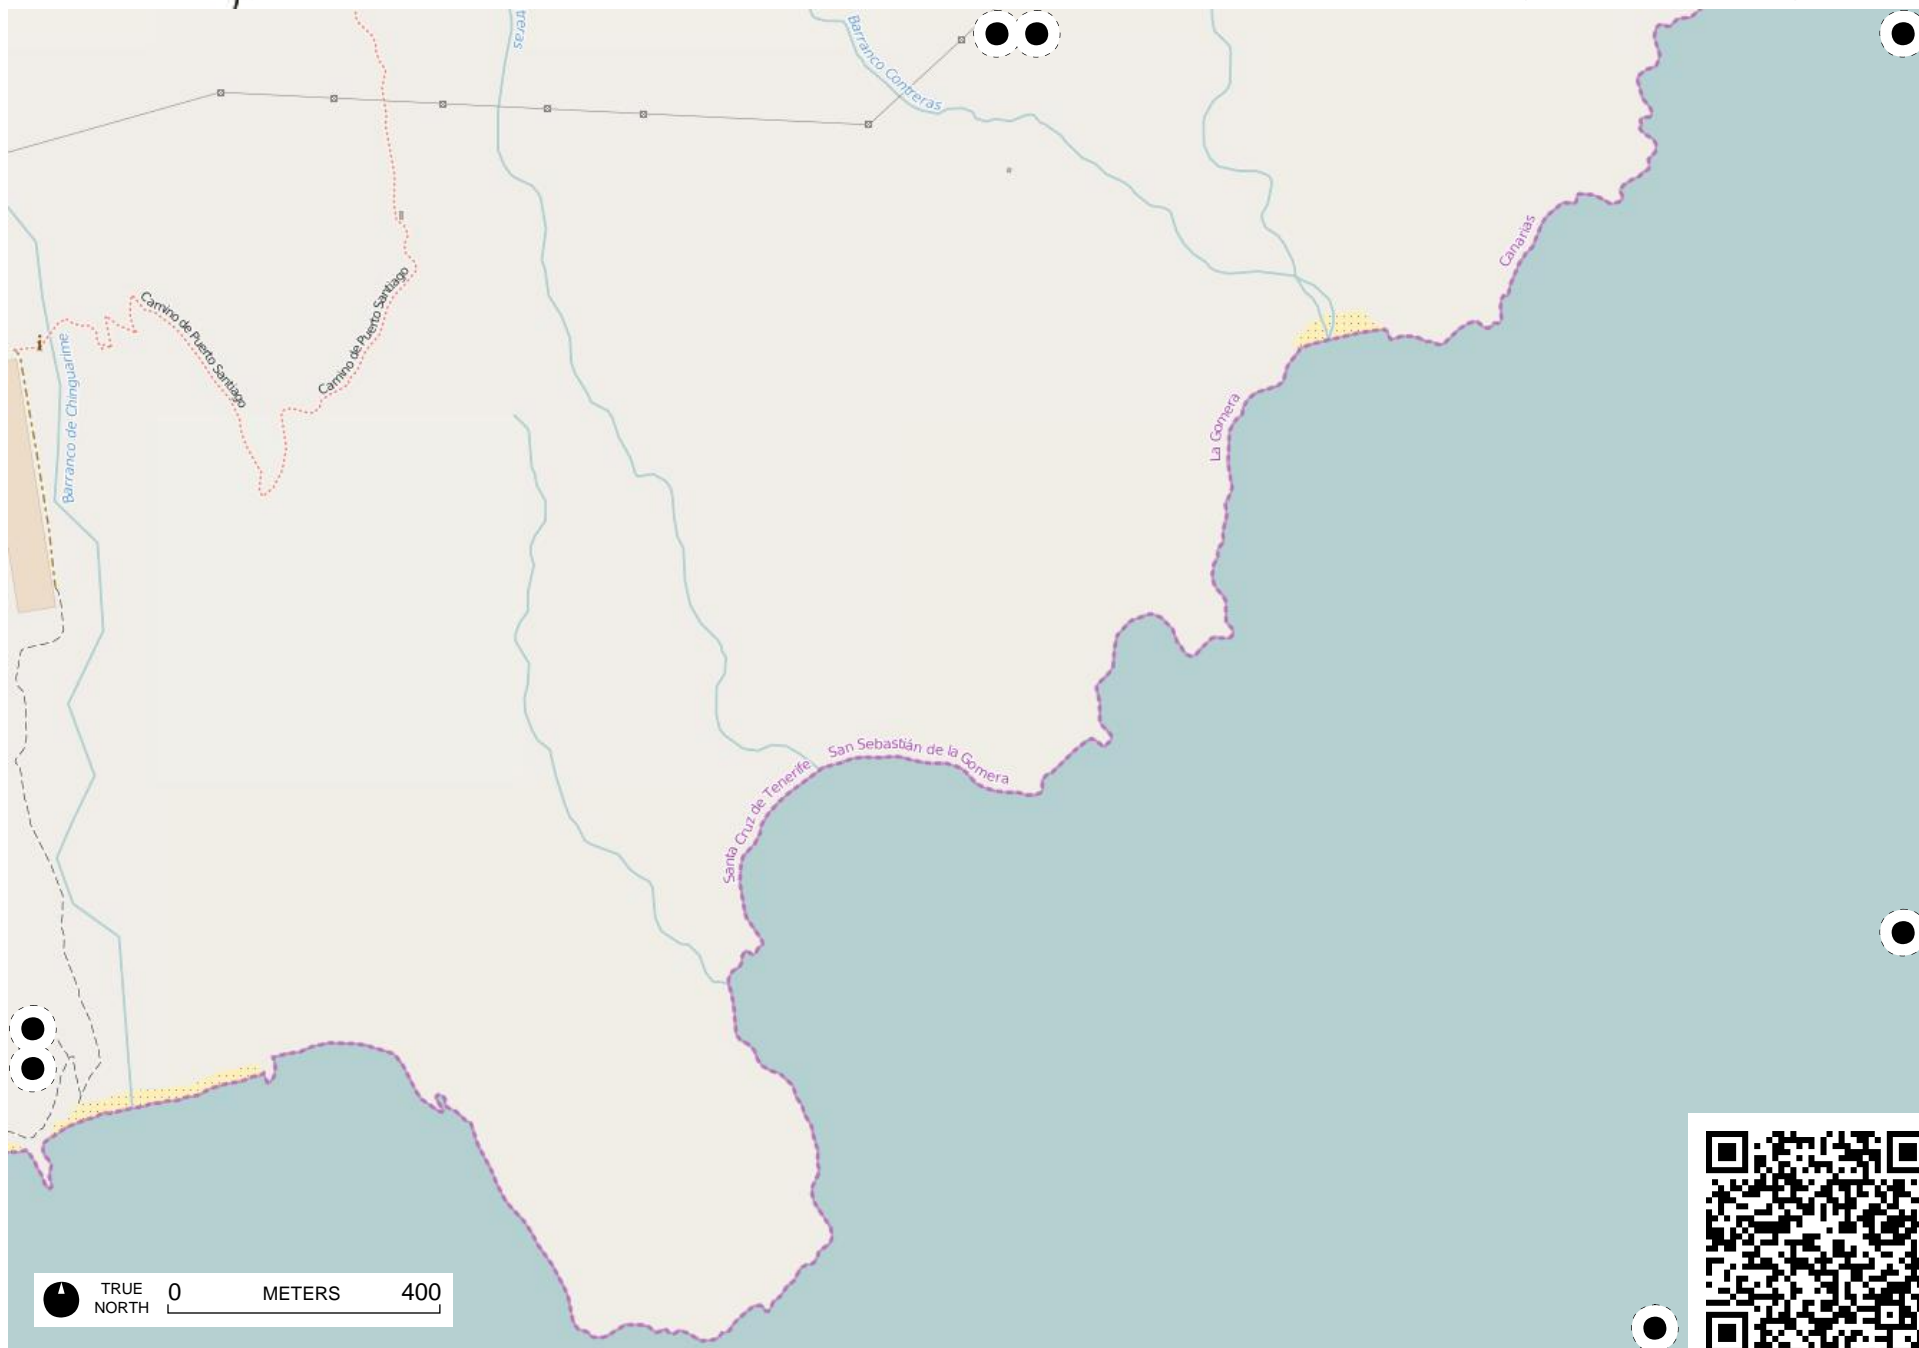 Barranco Contreras
Canarias
Camino de Puerto Santiago
Camino de Puerto Santiago
Barranco de Chinguarime
La Gomera
San Sebastián de la Gomera
Santa Cruz de Tenerife
TRUE
NORTH
0 METERS 400